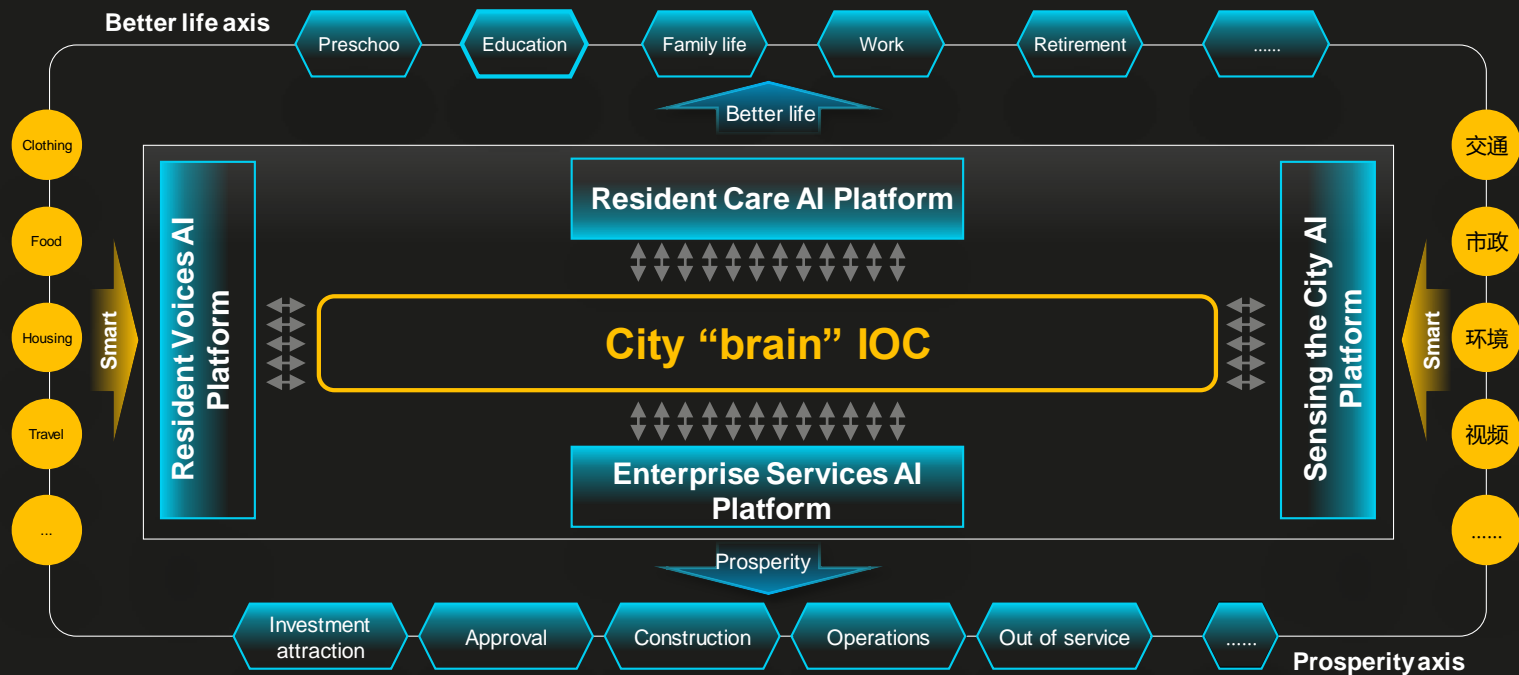 Better life axis
Preschoo
Education
Family life
Work
Retirement
......
Better life
Clothing
Food
Housing
Travel
...
Smart
Resident Voices AI
Platform
Resident Care AI Platform
City “brain” IOC
Enterprise Services AI
Platform
Sensing the City AI
Platform
Smart
交通
市政
环境
视频
......
Prosperity
Investment
attraction
Approval
Construction
Operations
Out of service
......
Prosperity axis